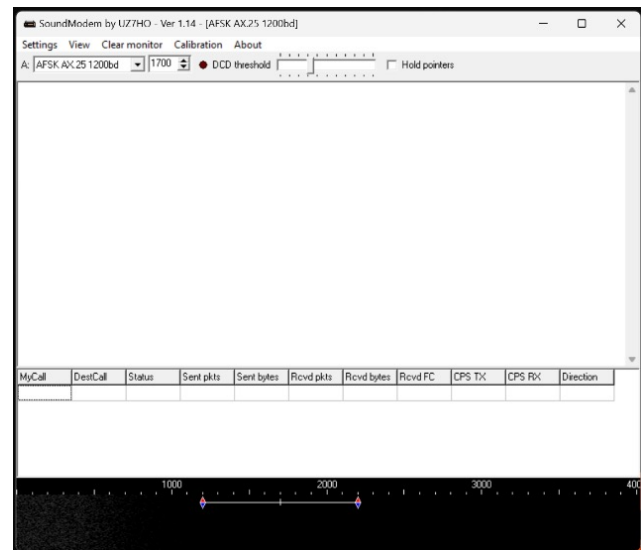 SoundModem by UZ7HO - Ver 1.14 - [AFSK AX.25 1200bd]
Settings View Clear monitor Calibration About
A: AFSK AX.25 1200bd 1700 DCD threshold Hold pointers
MyCall DestCall Status Sent pkts Sent bytes Rcvd pkts Rcvd bytes Rcvd FC CPS TX CPS RX Direction
1000 2000 3000 400